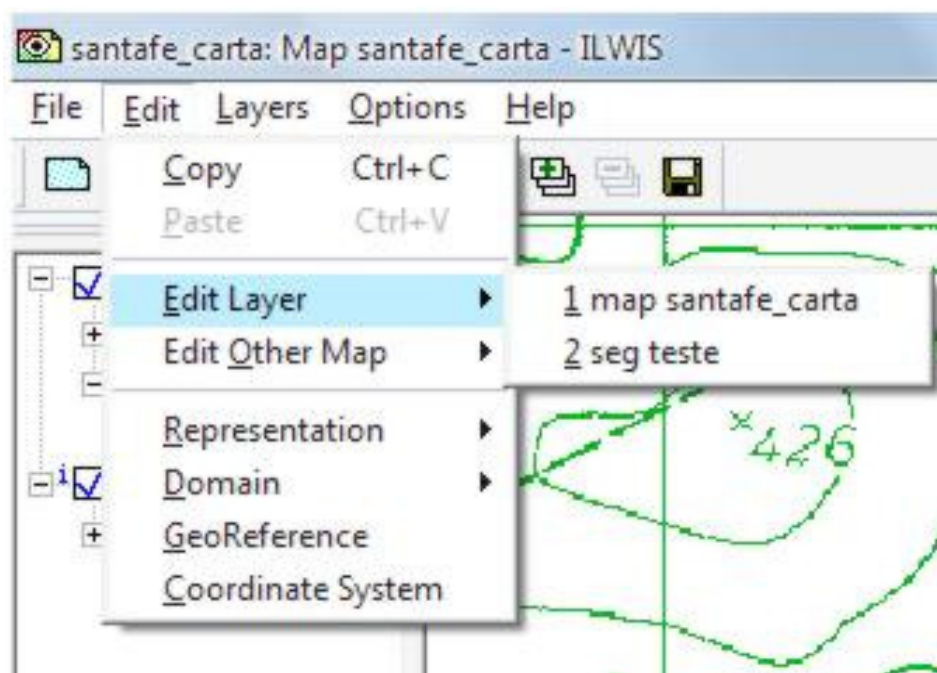 santafe_carta: Map santafe_carta - ILWIS
File Edit Layers Options Help
Copy Ctrl+C
Paste Ctrl+V
Edit Layer
1 map santafe_carta
Edit Other Map
2 seg teste
Representation
Domain
GeoReference
Coordinate System
i
×426